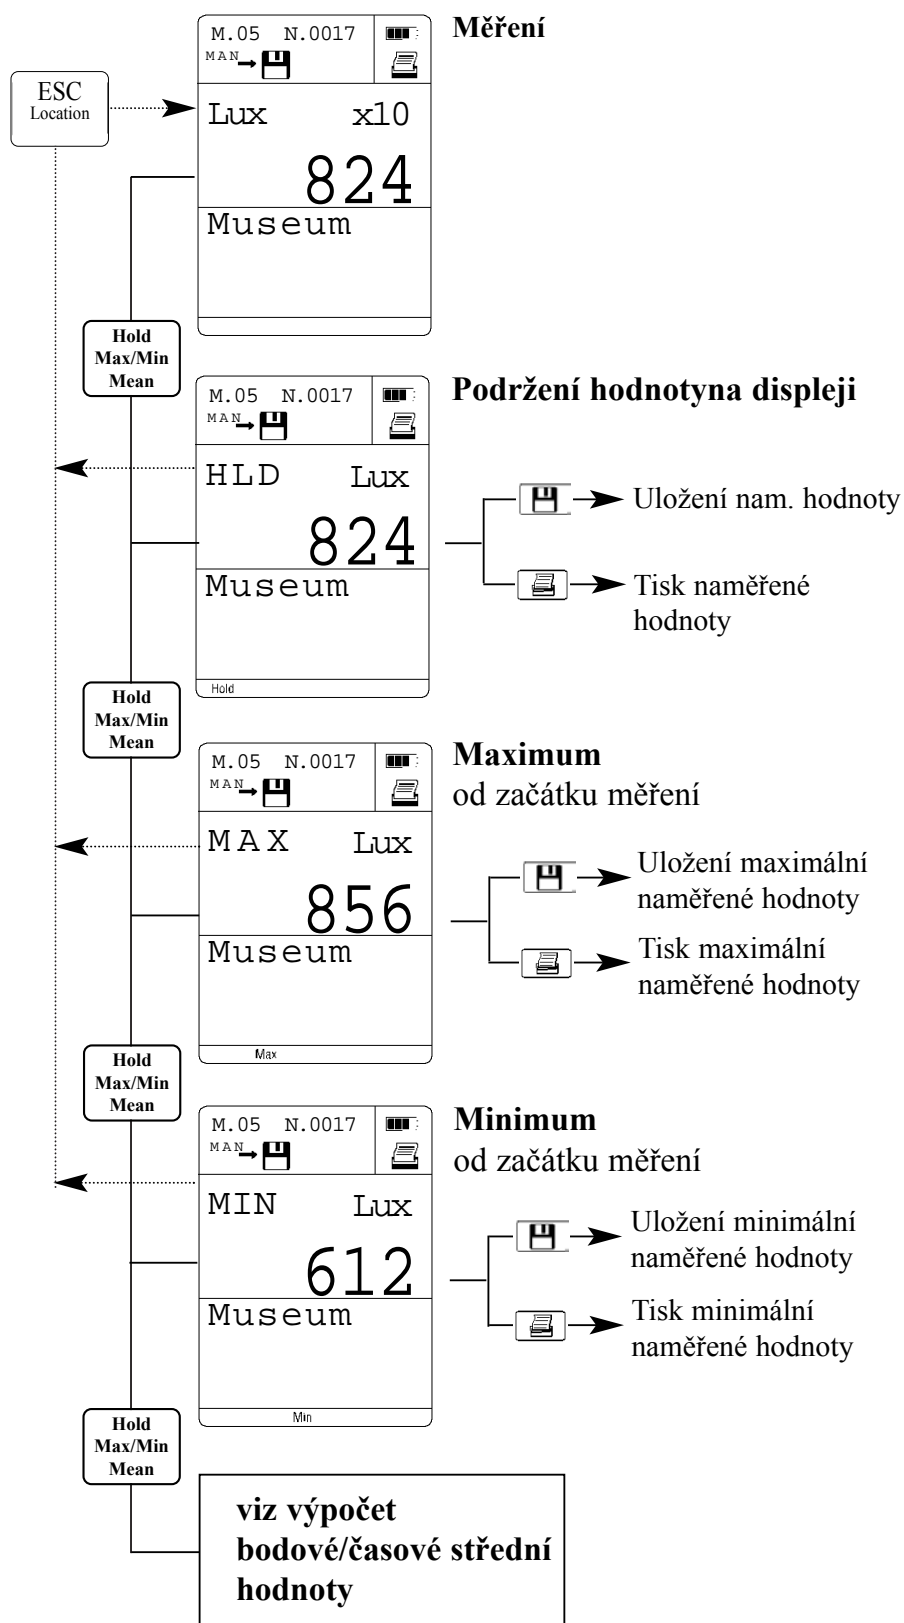 M.05 N.0017
MAN
Měření
ESC
Location
Lux x10
824
Museum
Hold
Max/Min
Mean
M.05 N.0017
MAN
Podržení hodnotyna displeji
HLD Lux
824
Museum
Hold
Uložení nam. hodnoty
Tisk naměřené
hodnoty
Hold
Max/Min
Mean
M.05 N.0017
MAN
Maximum
od začátku měření
MAX Lux
856
Museum
Max
Uložení maximální
naměřené hodnoty
Tisk maximální
naměřené hodnoty
Hold
Max/Min
Mean
M.05 N.0017
MAN
Minimum
od začátku měření
MIN Lux
612
Museum
Min
Uložení minimální
naměřené hodnoty
Tisk minimální
naměřené hodnoty
Hold
Max/Min
Mean
viz výpočet
bodové/časové střední
hodnoty